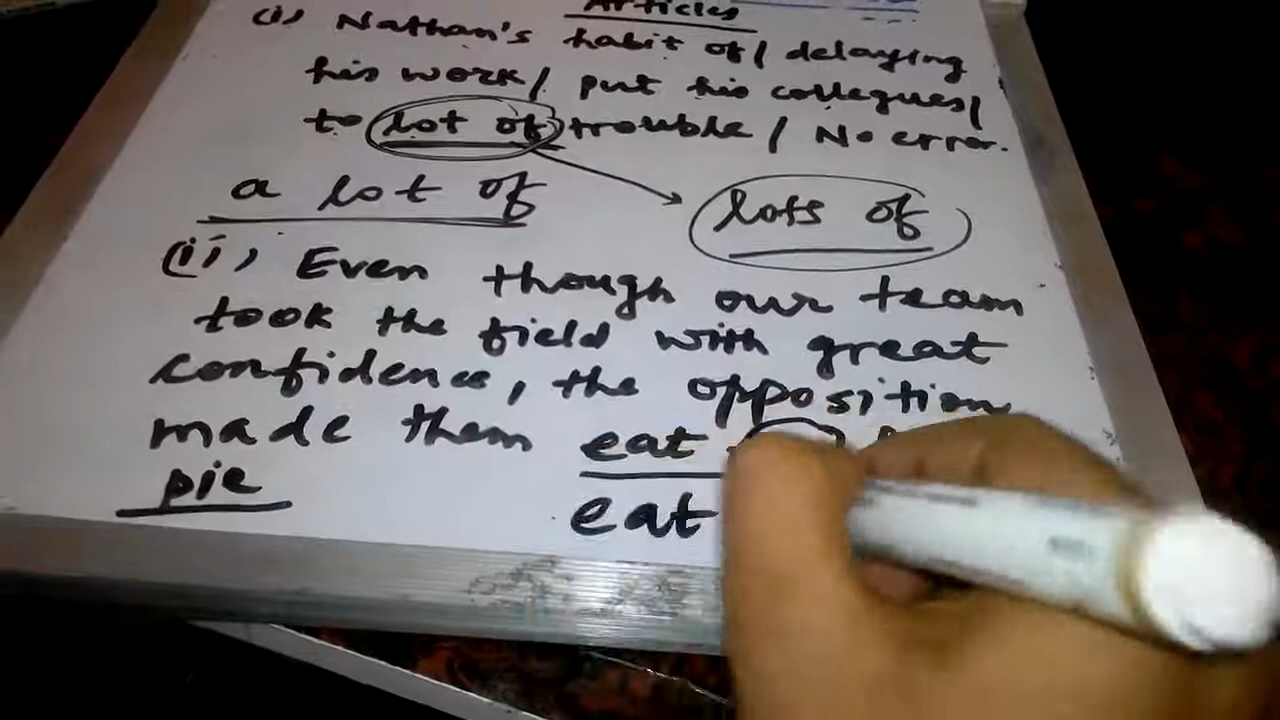 Articles
(i) Nathan's habit of / delaying
his work / put his collegues /
to lot of trouble / No error.
a lot of
lots of
(ii) Even though our team
took the field with great
confidence, the opposition
made them eat
pie
eat